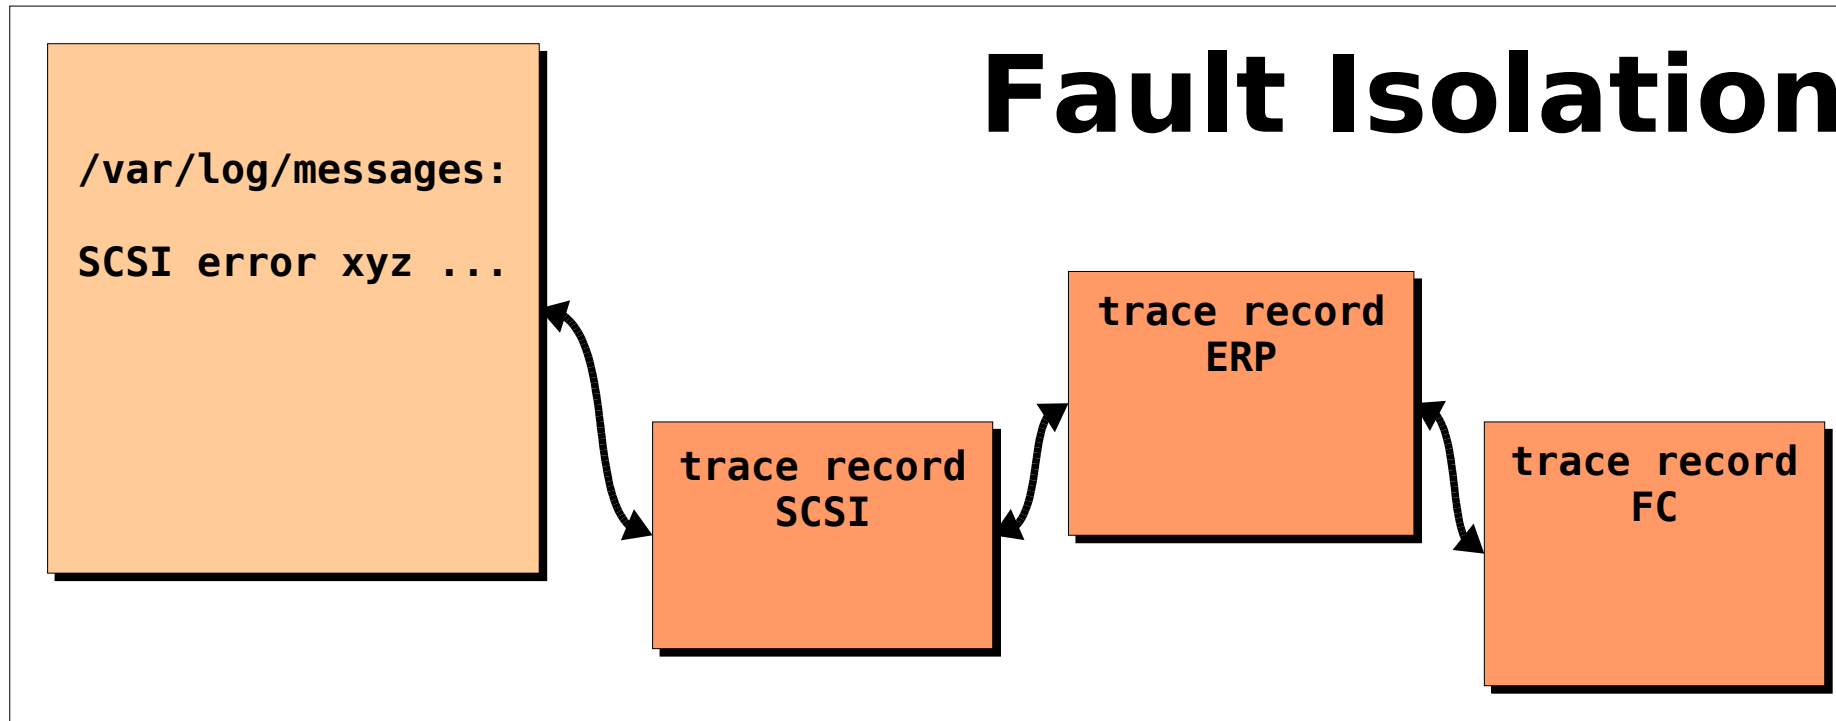 Fault Isolation
/var/log/messages:
SCSI error xyz ...
trace record
SCSI
trace record
ERP
trace record
FC